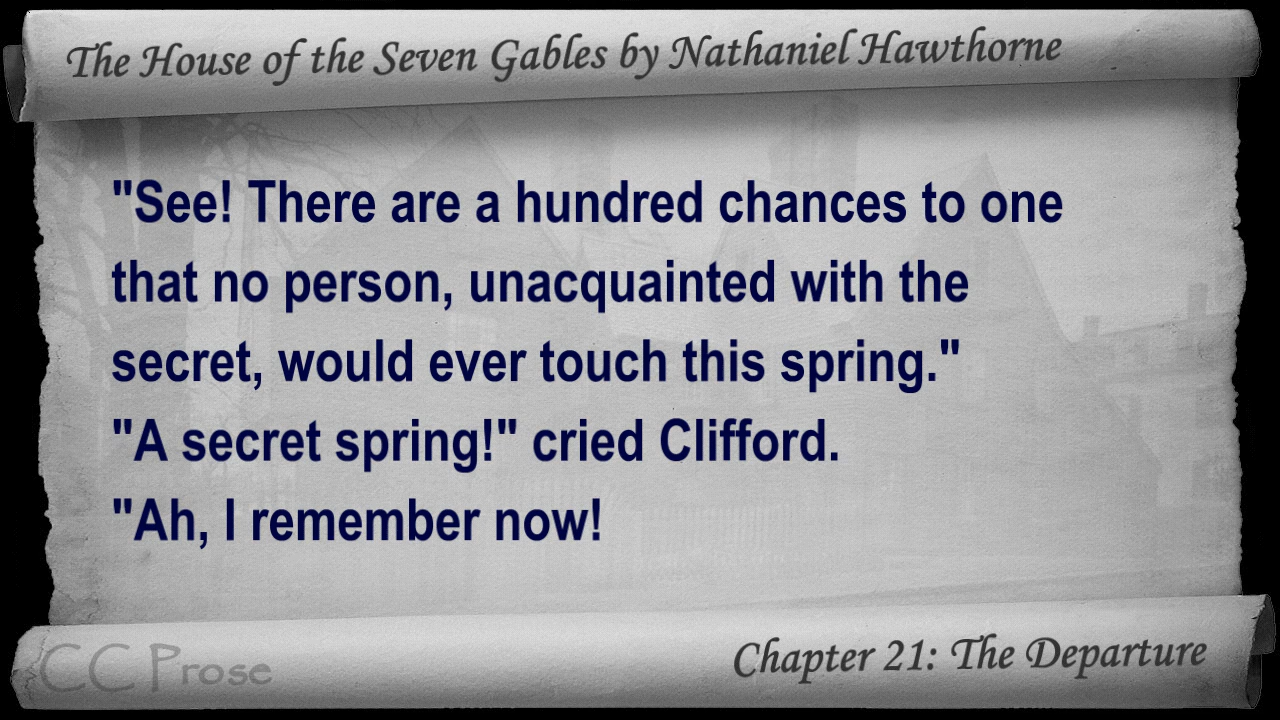 The House of the Seven Gables by Nathaniel Hawthorne
"See! There are a hundred chances to one
that no person, unacquainted with the
secret, would ever touch this spring."
"A secret spring!" cried Clifford.
"Ah, I remember now!
CC Prose
Chapter 21: The Departure